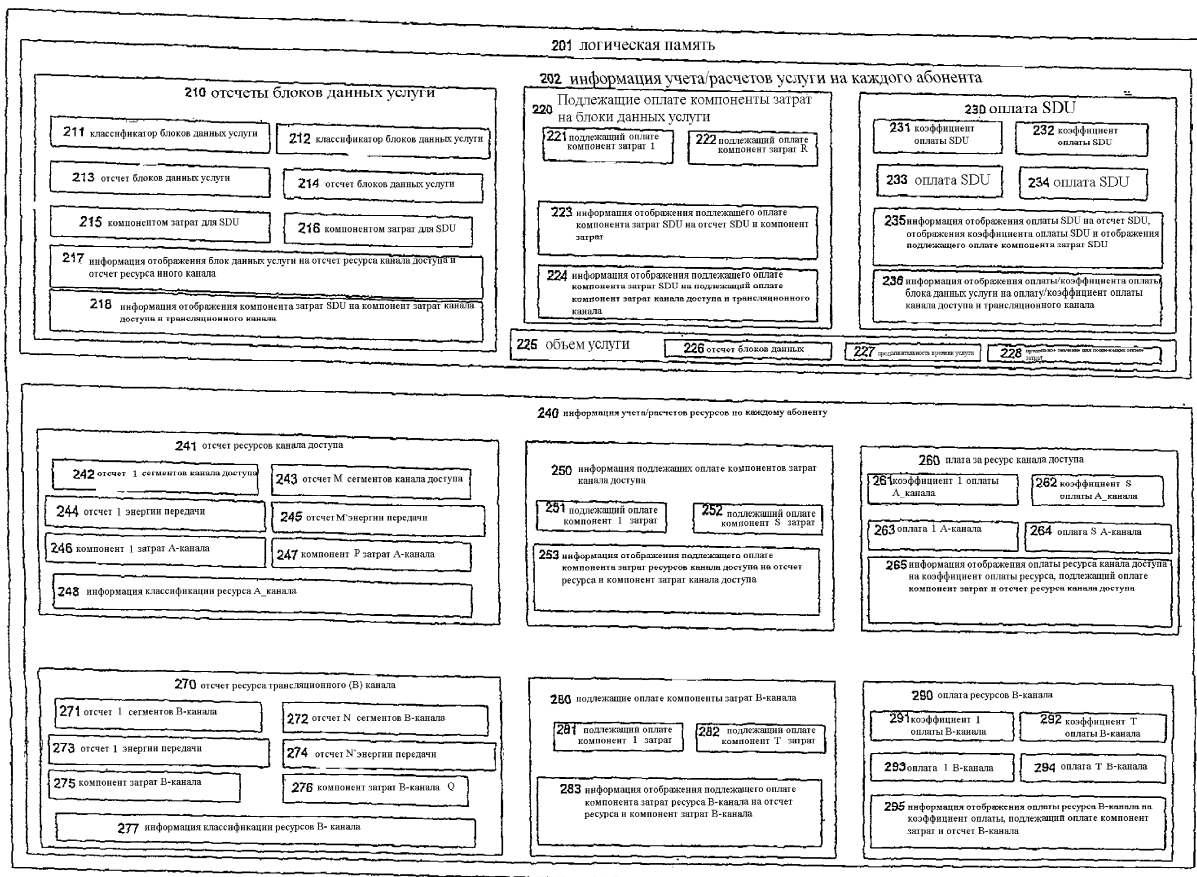 201 логическая память
202 информация учета/расчетов услуги на каждого абонента
210 отсчеты блоков данных услуги
211 классификатор блоков данных услуги
212 классификатор блоков данных услуги
213 отсчет блоков данных услуги
214 отсчет блоков данных услуги
215 компонентом затрат для SDU
216 компонентом затрат для SDU
217 информация отображения блок данных услуги на отсчет ресурса канала доступа и
отсчет ресурса иного канала
218 информация отображения компонента затрат SDU на компонент затрат канала
доступа и трансляционного канала
220 Подлежащие оплате компоненты затрат
на блоки данных услуги
221 подлежащий оплате
компонент затрат 1
222 подлежащий оплате
компонент затрат R
223 информация отображения подлежащего оплате
компонента затрат SDU на отсчет SDU и компонент
затрат
224 информация отображения подлежащего оплате
компонента затрат SDU на подлежащий оплате
компонент затрат канала доступа и трансляционного
канала
230 оплата SDU
231 коэффициент
оплаты SDU
232 коэффициент
оплаты SDU
233 оплата SDU
234 оплата SDU
235 информация отображения оплаты SDU на отсчет SDU,
отображения коэффициента оплаты SDU и отображения
подлежащего оплате компонента затрат SDU
236 информация отображения оплаты/коэффициента оплаты
блока данных услуги на оплату/коэффициент оплаты
канала доступа и трансляционного канала
225 объем услуги
226 отсчет блоков данных
227 продолжительность времени услуги
228
затрат
240 информация учета/расчетов ресурсов по каждому абоненту
241 отсчет ресурсов канала доступа
242 отсчет 1 сегментов канала доступа
243 отсчет M сегментов канала доступа
244 отсчет 1 энергии передачи
245 отсчет M'энергии передачи
246 компонент 1 затрат А-канала
247 компонент P затрат А-канала
248 информация классификации ресурса А_канала
250 информация подлежащих оплате компонентов затрат
канала доступа
251 подлежащий оплате
компонент 1 затрат
252 подлежащий оплате
компонент S затрат
253 информация отображения подлежащего оплате
компонента затрат ресурсов канала доступа на отсчет
ресурса и компонент затрат канала доступа
260 плата за ресурс канала доступа
261 коэффициент 1 оплаты
А_канала
262 коэффициент S
оплаты А_канала
263 оплата 1 А-канала
264 оплата S А-канала
265 информация отображения оплаты ресурса канала доступа
на коэффициент оплаты ресурса, подлежащий оплате
компонент затрат и отсчет ресурса канала доступа
270 отсчет ресурса трансляционного (В) канала
271 отсчет 1 сегментов В-канала
272 отсчет N сегментов В-канала
273 отсчет 1 энергии передачи
274 отсчет N'энергии передачи
275 компонент затрат В-канала
276 компонент затрат В-канала Q
277 информация классификации ресурсов В- канала
280 подлежащие оплате компоненты затрат В-канала
281 подлежащий оплате
компонент 1 затрат
282 подлежащий оплате
компонент T затрат
283 информация отображения подлежащего оплате
компонента затрат ресурса В-канала на отсчет
ресурса и компонент затрат В-канала
290 оплата ресурсов В-канала
291 коэффициент 1
оплаты В-канала
292 коэффициент T
оплаты В-канала
293 оплата 1 В-канала
294 оплата T В-канала
295 информация отображения оплаты ресурса В-канала на
коэффициент оплаты, подлежащий оплате компонент
затрат и отсчет В-канала